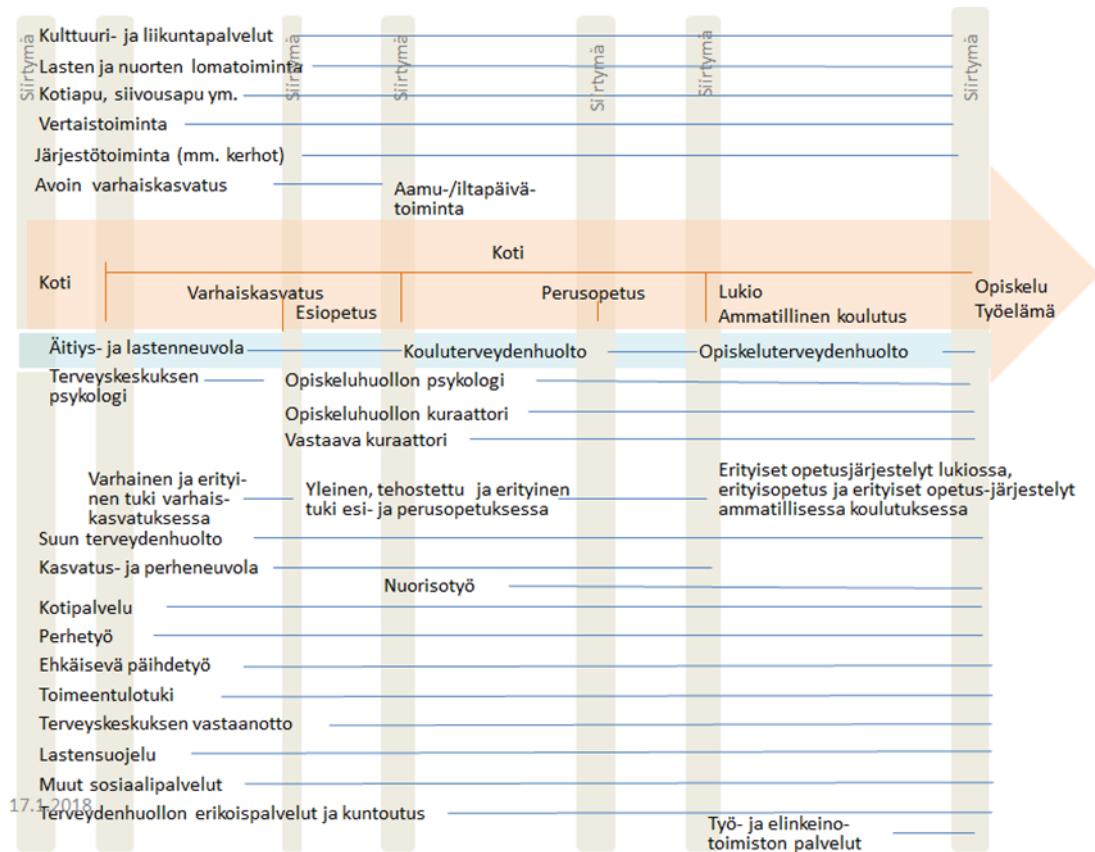 Kulttuuri- ja liikuntapalvelut
Lasten ja nuorten lomatoiminta
Kotiapu, siivousapu ym.
Vertaistoiminta
Järjestötoiminta (mm. kerhot)
Avoin varhaiskasvatus
Aamu-/iltapäivä-
toiminta
Siirtymä
Siirtymä
Siirtymä
Siirtymä
Siirtymä
Siirtymä
Koti
Koti
Varhaiskasvatus
Esiopetus
Perusopetus
Lukio
Ammatillinen koulutus
Opiskelu
Työelämä
Äitiys- ja lastenneuvola
Kouluterveydenhuolto
Opiskeluterveydenhuolto
Terveyskeskuksen
psykologi
Opiskeluhuollon psykologi
Opiskeluhuollon kuraattori
Vastaava kuraattori
Varhainen ja erityi-
nen tuki varhais-
kasvatuksessa
Yleinen, tehostettu ja erityinen
tuki esi- ja perusopetuksessa
Erityiset opetusjärjestelyt lukiossa,
erityisopetus ja erityiset opetus-järjestelyt
ammatillisessa koulutuksessa
Suun terveydenhuolto
Kasvatus- ja perheneuvola
Nuorisotyö
Kotipalvelu
Perhetyö
Ehkäisevä päihdetyö
Toimeentulotuki
Terveyskeskuksen vastaanotto
Lastensuojelu
Muut sosiaalipalvelut
17.1.2018
Terveydenhuollon erikoispalvelut ja kuntoutus
Työ- ja elinkeino-
toimiston palvelut